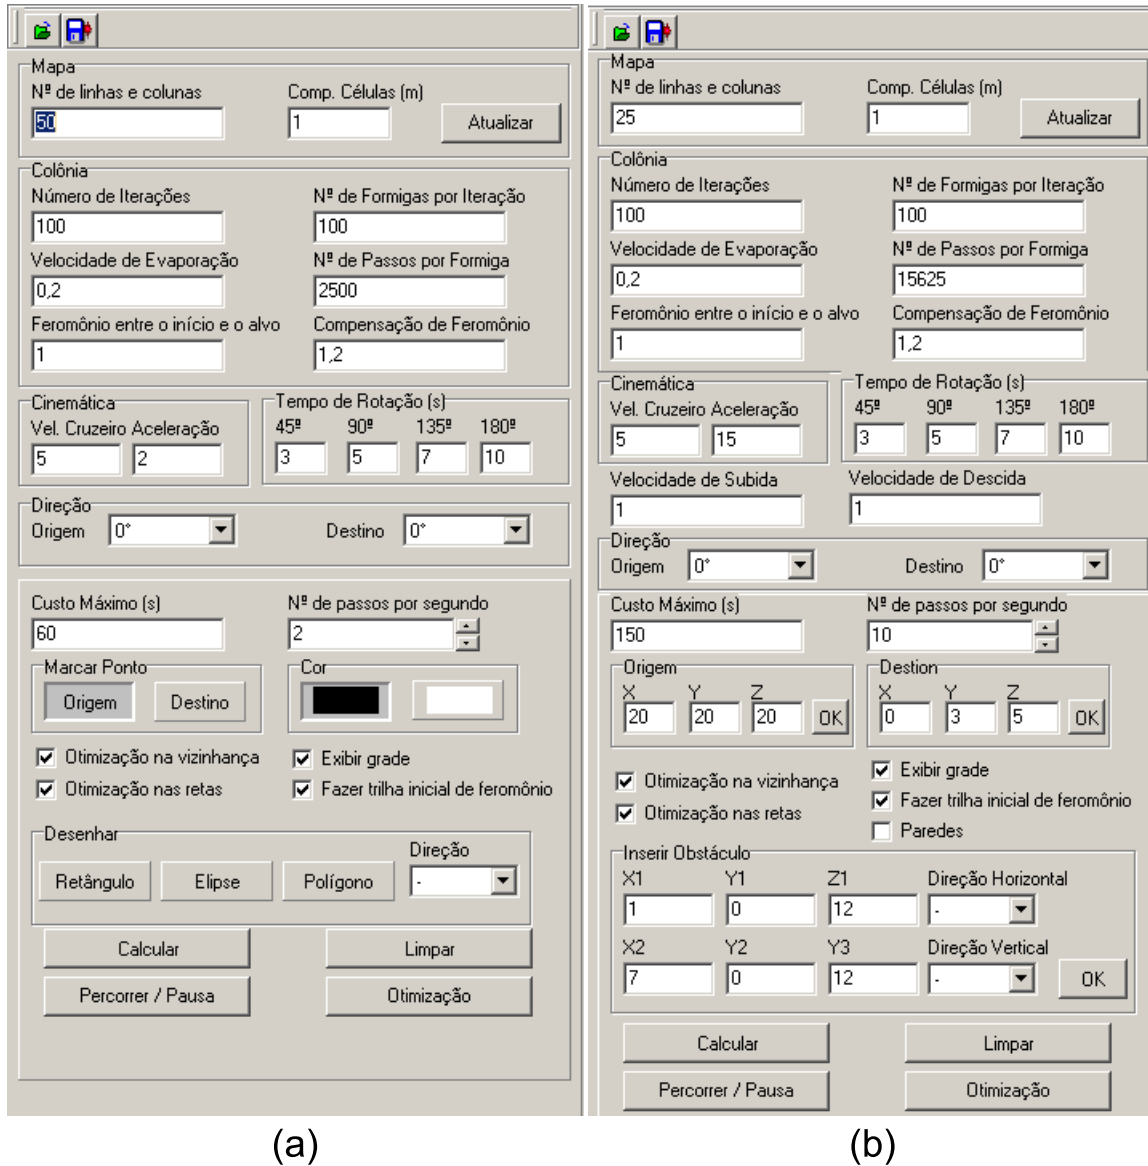 Mapa
Nº de linhas e colunas Comp. Células (m)
50 1 Atualizar
Colônia
Número de Iterações Nº de Formigas por Iteração
100 100
Velocidade de Evaporação Nº de Passos por Formiga
0,2 2500
Feromônio entre o início e o alvo Compensação de Feromônio
1 1,2
Cinemática Tempo de Rotação (s)
Vel. Cruzeiro Aceleração 45º 90º 135º 180º
5 2 3 5 7 10
Direção
Origem 0° Destino 0°
Custo Máximo (s) Nº de passos por segundo
60 2
Marcar Ponto Cor
Origem Destino
Otimização na vizinhança Exibir grade
Otimização nas retas Fazer trilha inicial de feromônio
Desenhar
Direção
Retângulo Elipse Polígono -
Calcular Limpar
Percorrer / Pausa Otimização
(a)
Mapa
Nº de linhas e colunas Comp. Células (m)
25 1 Atualizar
Colônia
Número de Iterações Nº de Formigas por Iteração
100 100
Velocidade de Evaporação Nº de Passos por Formiga
0,2 15625
Feromônio entre o início e o alvo Compensação de Feromônio
1 1,2
Cinemática Tempo de Rotação (s)
Vel. Cruzeiro Aceleração 45º 90º 135º 180º
5 15 3 5 7 10
Velocidade de Subida Velocidade de Descida
1 1
Direção
Origem 0° Destino 0°
Custo Máximo (s) Nº de passos por segundo
150 10
Origem Destion
X Y Z X Y Z
20 20 20 OK 0 3 5 OK
Otimização na vizinhança Exibir grade
Otimização nas retas Fazer trilha inicial de feromônio
Paredes
Inserir Obstáculo
X1 Y1 Z1 Direção Horizontal
1 0 12 -
X2 Y2 Y3 Direção Vertical
7 0 12 - OK
Calcular Limpar
Percorrer / Pausa Otimização
(b)